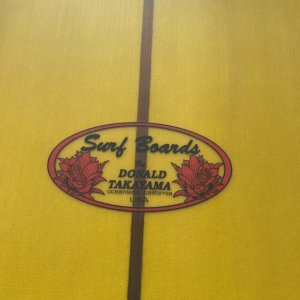 Surf Boards
by
DONALD
TAKAYAMA
oceanside, california
USA